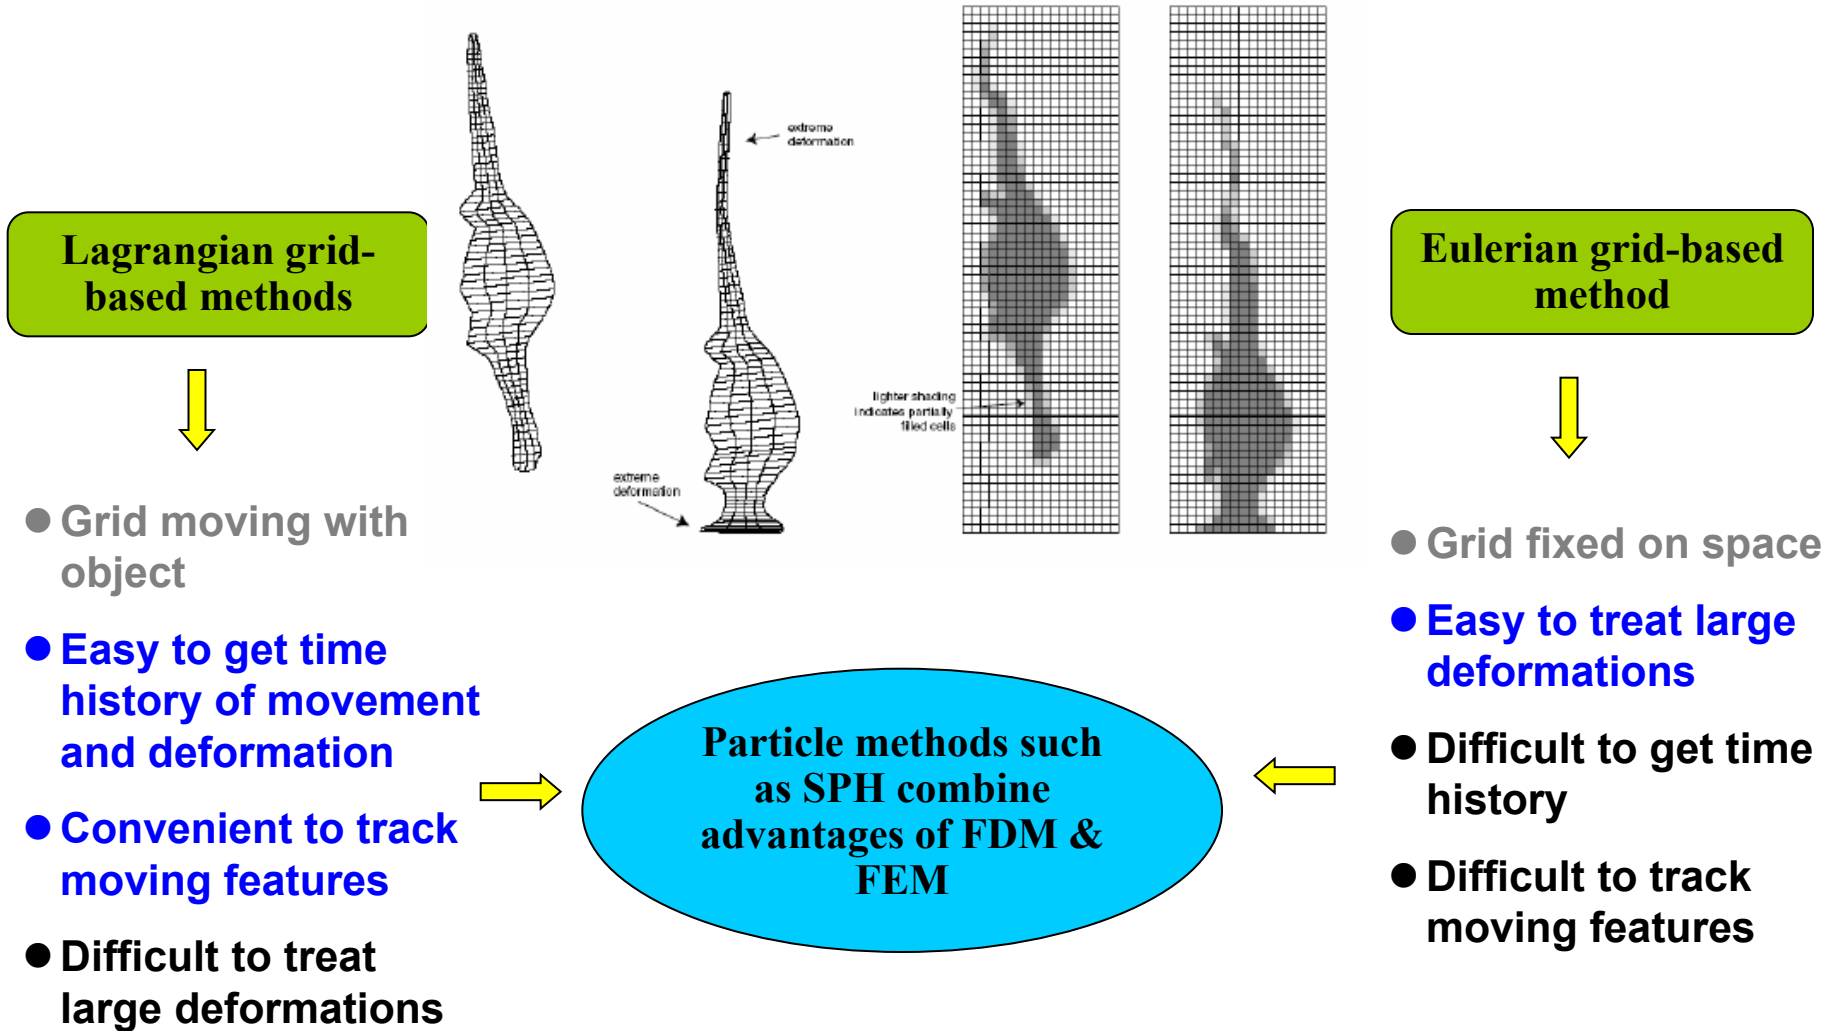 extreme
deformation
lighter shading
indicates partially
filled cells
extreme
deformation
Lagrangian grid-
based methods
● Grid moving with
object
● Easy to get time
history of movement
and deformation
● Convenient to track
moving features
● Difficult to treat
large deformations
Particle methods such
as SPH combine
advantages of FDM &
FEM
Eulerian grid-based
method
● Grid fixed on space
● Easy to treat large
deformations
● Difficult to get time
history
● Difficult to track
moving features